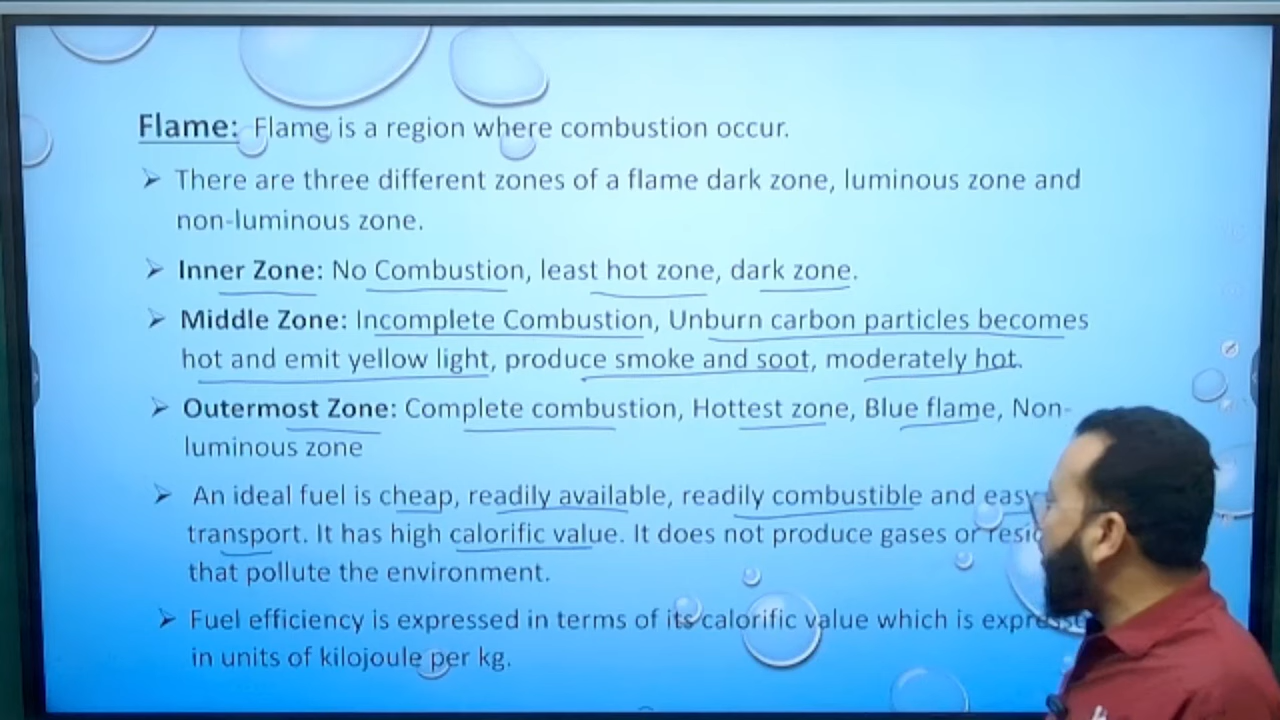 Flame: Flame is a region where combustion occur.
➢ There are three different zones of a flame dark zone, luminous zone and
non-luminous zone.
➢ Inner Zone: No Combustion, least hot zone, dark zone.
➢ Middle Zone: Incomplete Combustion, Unburn carbon particles becomes
hot and emit yellow light, produce smoke and soot, moderately hot.
➢ Outermost Zone: Complete combustion, Hottest zone, Blue flame, Non-
luminous zone
➢ An ideal fuel is cheap, readily available, readily combustible and easy
transport. It has high calorific value. It does not produce gases or
that pollute the environment.
➢ Fuel efficiency is expressed in terms of its calorific value which is
in units of kilojoule per kg.